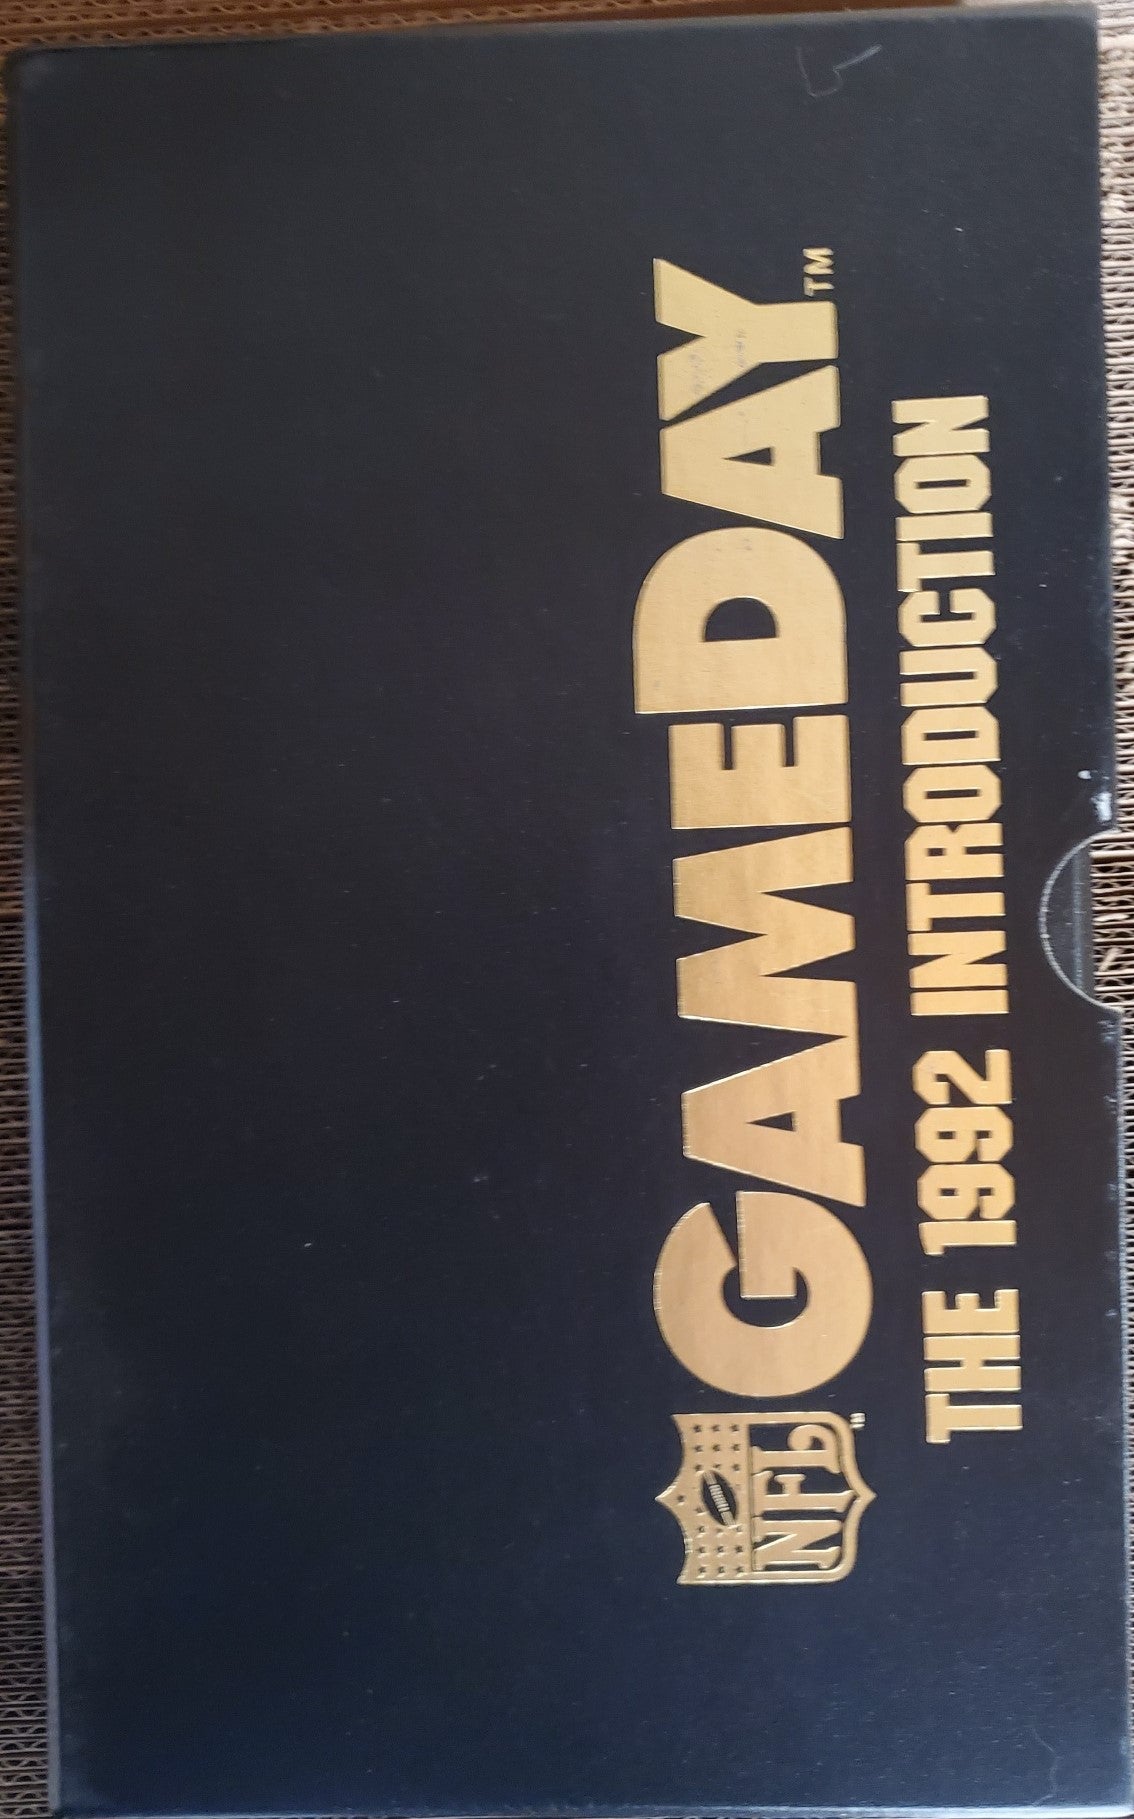 NFL GAMEDAY™
THE 1992 INTRODUCTION